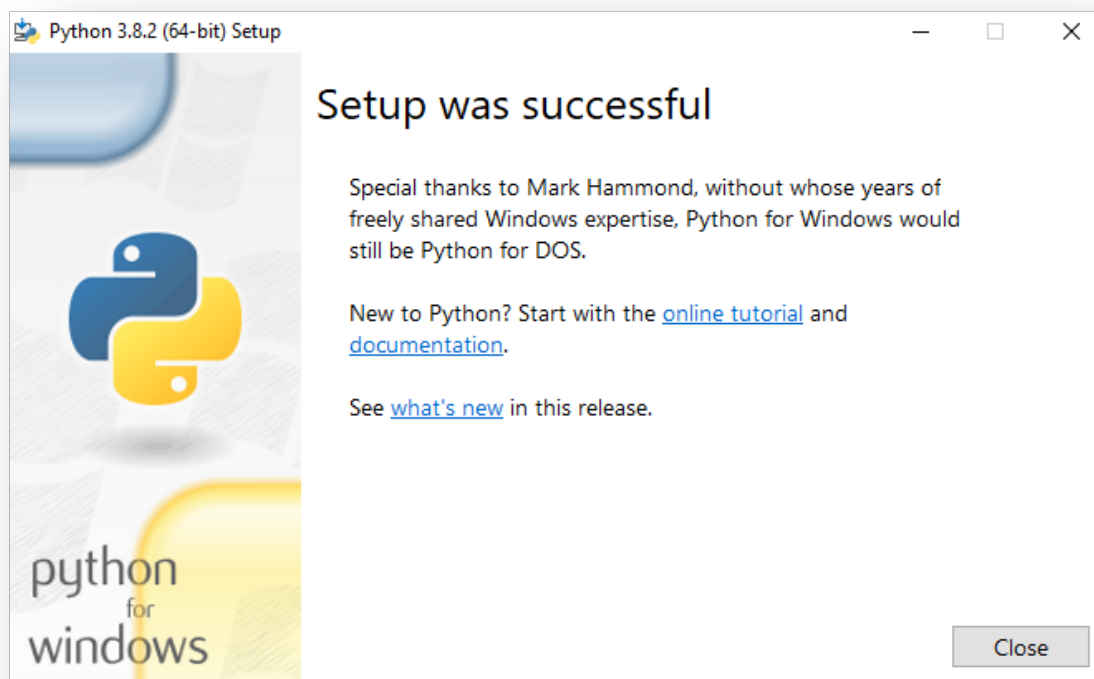 Python 3.8.2 (64-bit) Setup
Setup was successful
Special thanks to Mark Hammond, without whose years of
freely shared Windows expertise, Python for Windows would
still be Python for DOS.
New to Python? Start with the online tutorial and
documentation.
See what's new in this release.
python
for
windows
Close